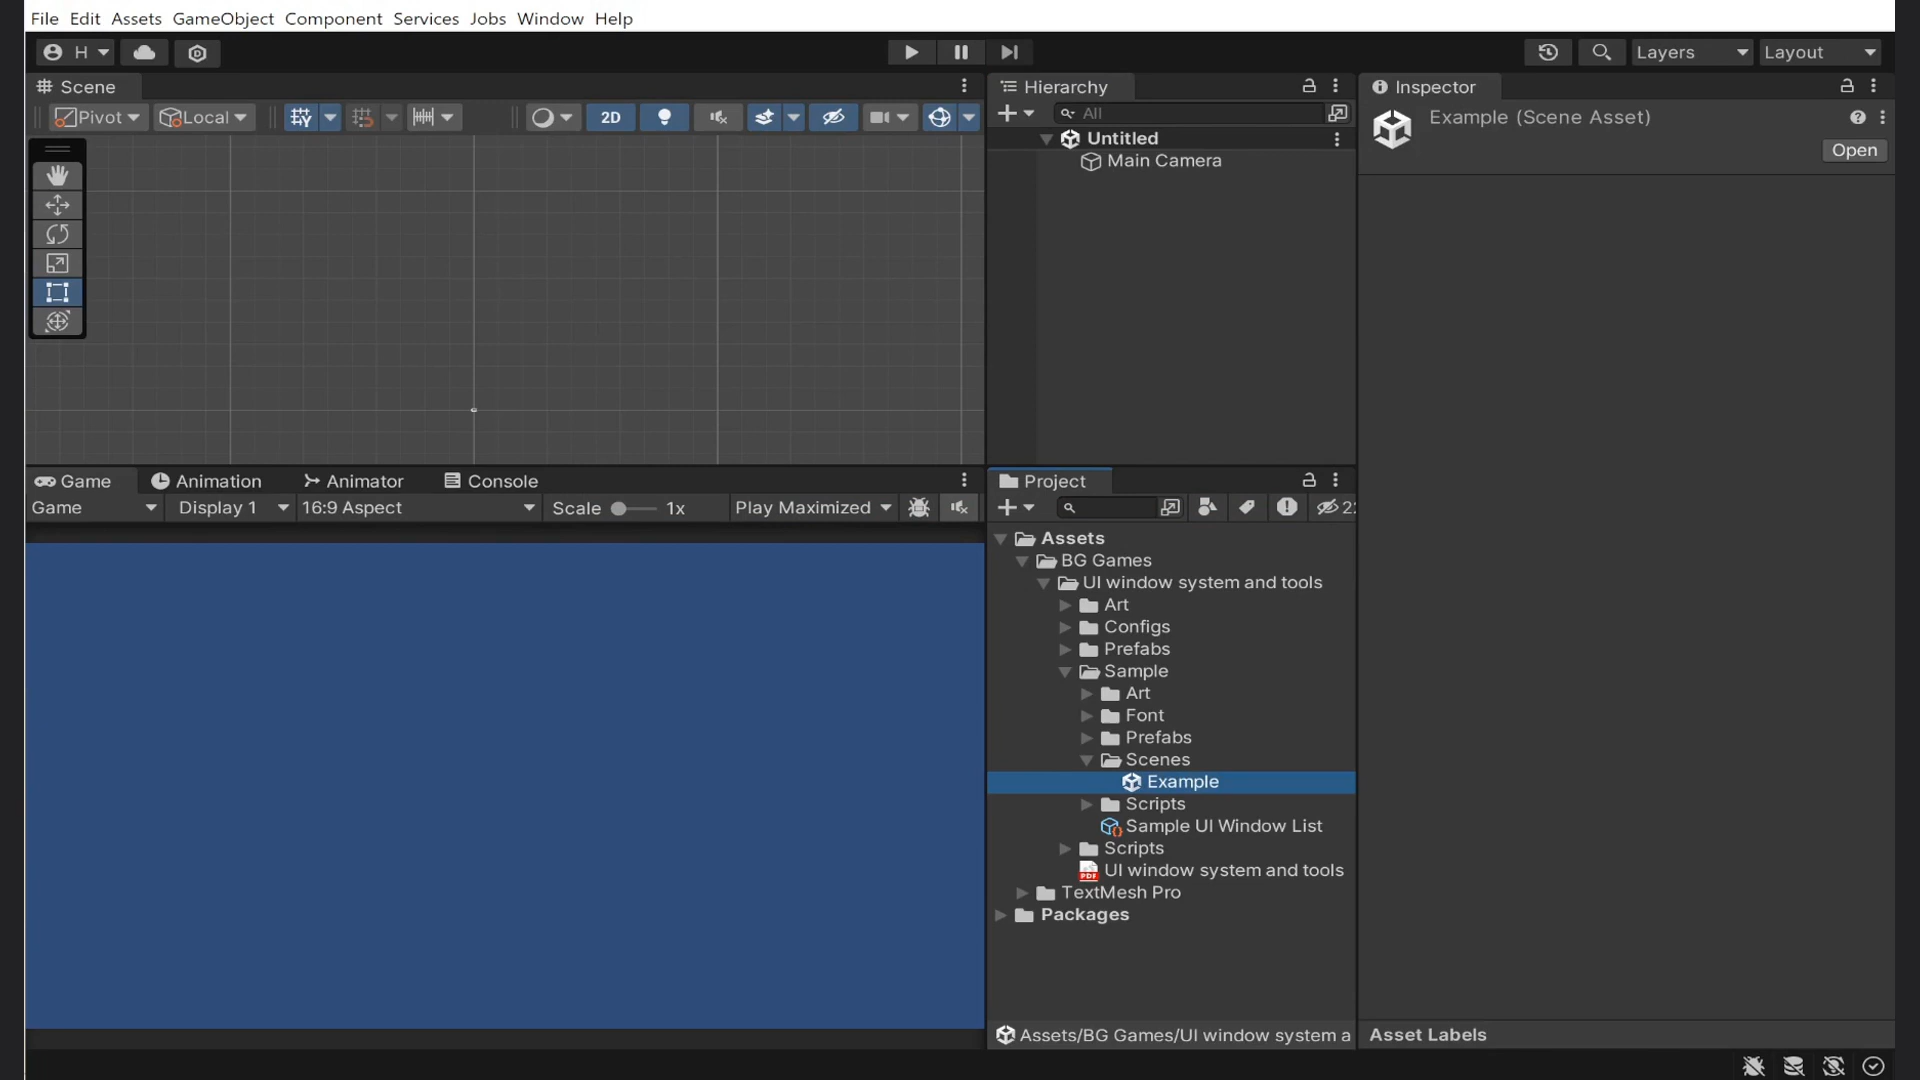 File Edit Assets GameObject Component Services Jobs Window Help
H
Layers
Layout
Scene
Pivot
Local
2D
Hierarchy
All
Untitled
Main Camera
Inspector
Example (Scene Asset)
Open
Game
Animation
Animator
Console
Game
Display 1
16:9 Aspect
Scale
1x
Play Maximized
Project
22
Assets
BG Games
UI window system and tools
Art
Configs
Prefabs
Sample
Art
Font
Prefabs
Scenes
Example
Scripts
Sample UI Window List
Scripts
PDF
UI window system and tools
TextMesh Pro
Packages
Assets/BG Games/UI window system a
Asset Labels